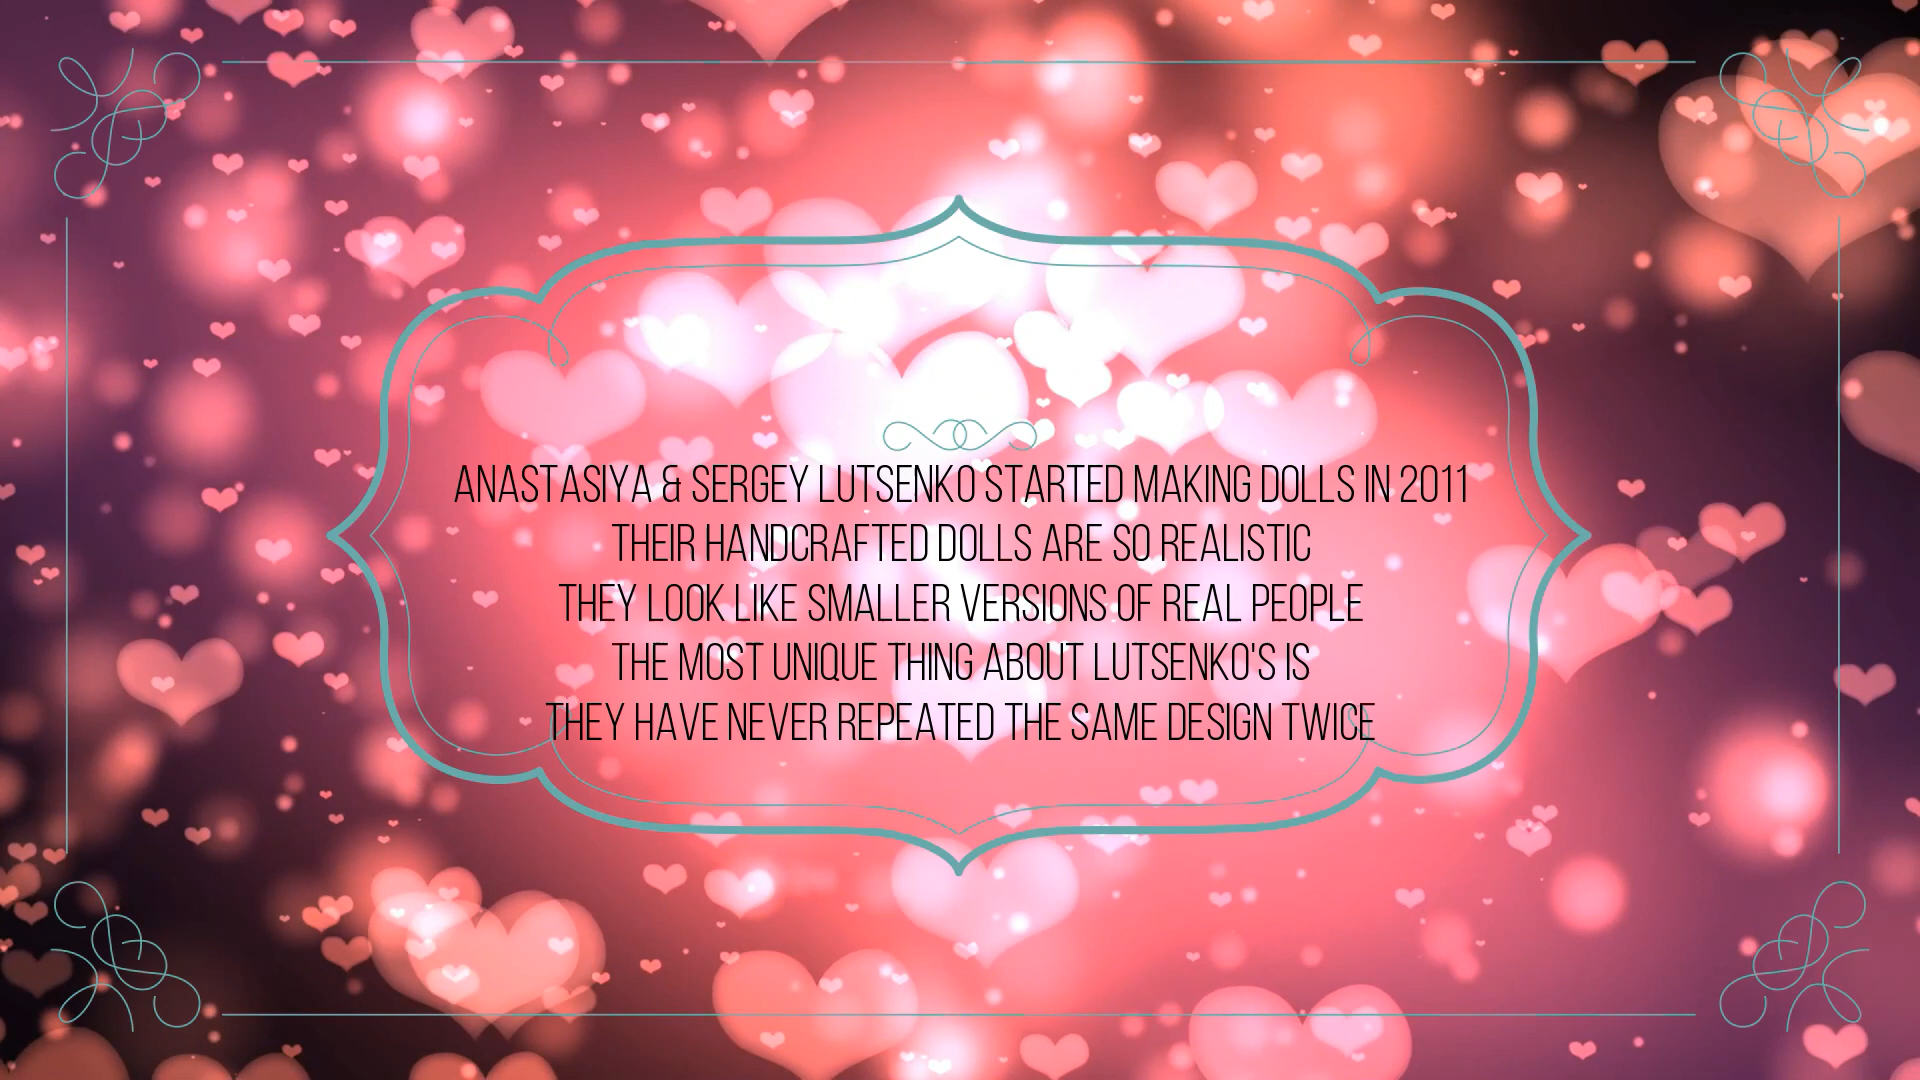 ANASTASIYA & SERGEY LUTSENKO STARTED MAKING DOLLS IN 2011
THEIR HANDCRAFTED DOLLS ARE SO REALISTIC
THEY LOOK LIKE SMALLER VERSIONS OF REAL PEOPLE
THE MOST UNIQUE THING ABOUT LUTSENKO'S IS
THEY HAVE NEVER REPEATED THE SAME DESIGN TWICE